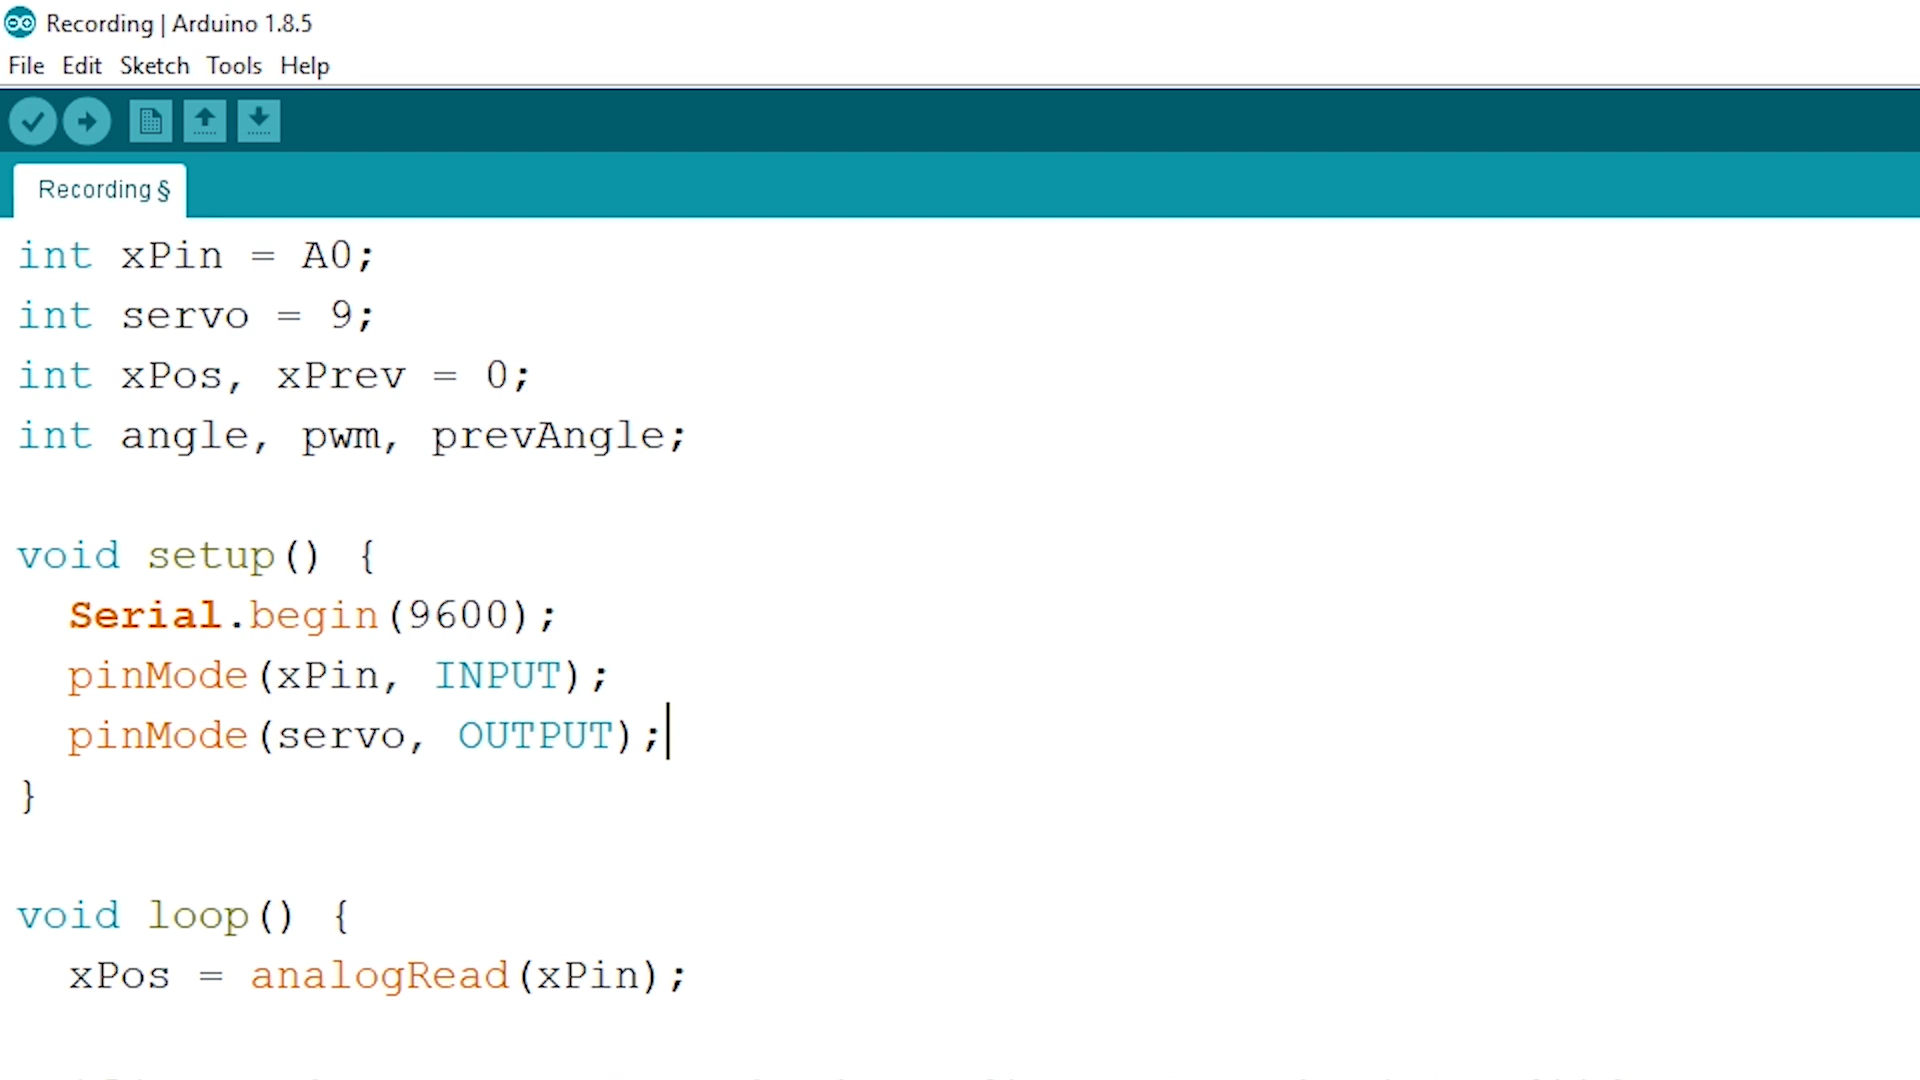 Recording | Arduino 1.8.5
File Edit Sketch Tools Help
Recording §
int xPin = A0;
int servo = 9;
int xPos, xPrev = 0;
int angle, pwm, prevAngle;
void setup() {
  Serial.begin(9600);
  pinMode(xPin, INPUT);
  pinMode(servo, OUTPUT);
}
void loop() {
  xPos = analogRead(xPin);